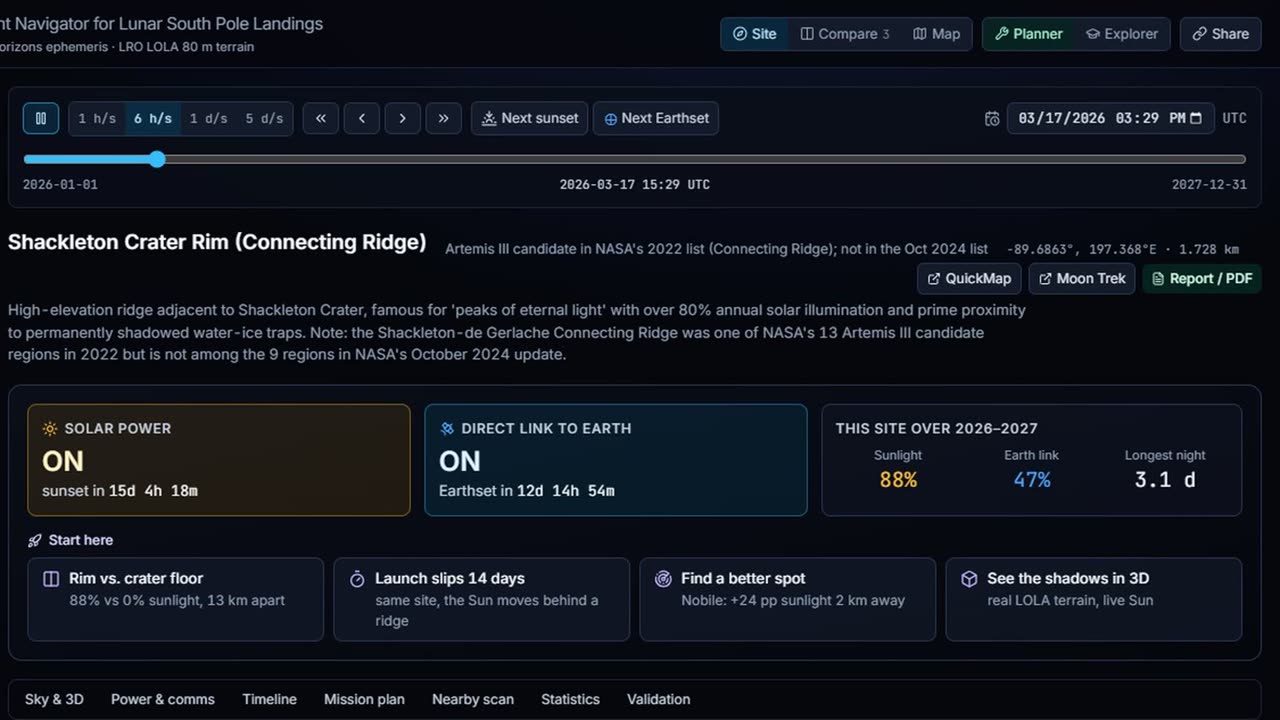 nt Navigator for Lunar South Pole Landings
orizons ephemeris · LRO LOLA 80 m terrain
Site Compare 3 Map Planner Explorer Share
1 h/s 6 h/s 1 d/s 5 d/s Next sunset Next Earthset 03/17/2026 03:29 PM UTC
2026-01-01 2026-03-17 15:29 UTC 2027-12-31
Shackleton Crater Rim (Connecting Ridge) Artemis III candidate in NASA's 2022 list (Connecting Ridge); not in the Oct 2024 list -89.6863°, 197.368°E · 1.728 km
QuickMap Moon Trek Report / PDF
High-elevation ridge adjacent to Shackleton Crater, famous for 'peaks of eternal light' with over 80% annual solar illumination and prime proximity
to permanently shadowed water-ice traps. Note: the Shackleton-de Gerlache Connecting Ridge was one of NASA's 13 Artemis III candidate
regions in 2022 but is not among the 9 regions in NASA's October 2024 update.
SOLAR POWER
ON
sunset in 15d 4h 18m
DIRECT LINK TO EARTH
ON
Earthset in 12d 14h 54m
THIS SITE OVER 2026–2027
Sunlight Earth link Longest night
88% 47% 3.1 d
Start here
Rim vs. crater floor
88% vs 0% sunlight, 13 km apart
Launch slips 14 days
same site, the Sun moves behind a
ridge
Find a better spot
Nobile: +24 pp sunlight 2 km away
See the shadows in 3D
real LOLA terrain, live Sun
Sky & 3D Power & comms Timeline Mission plan Nearby scan Statistics Validation